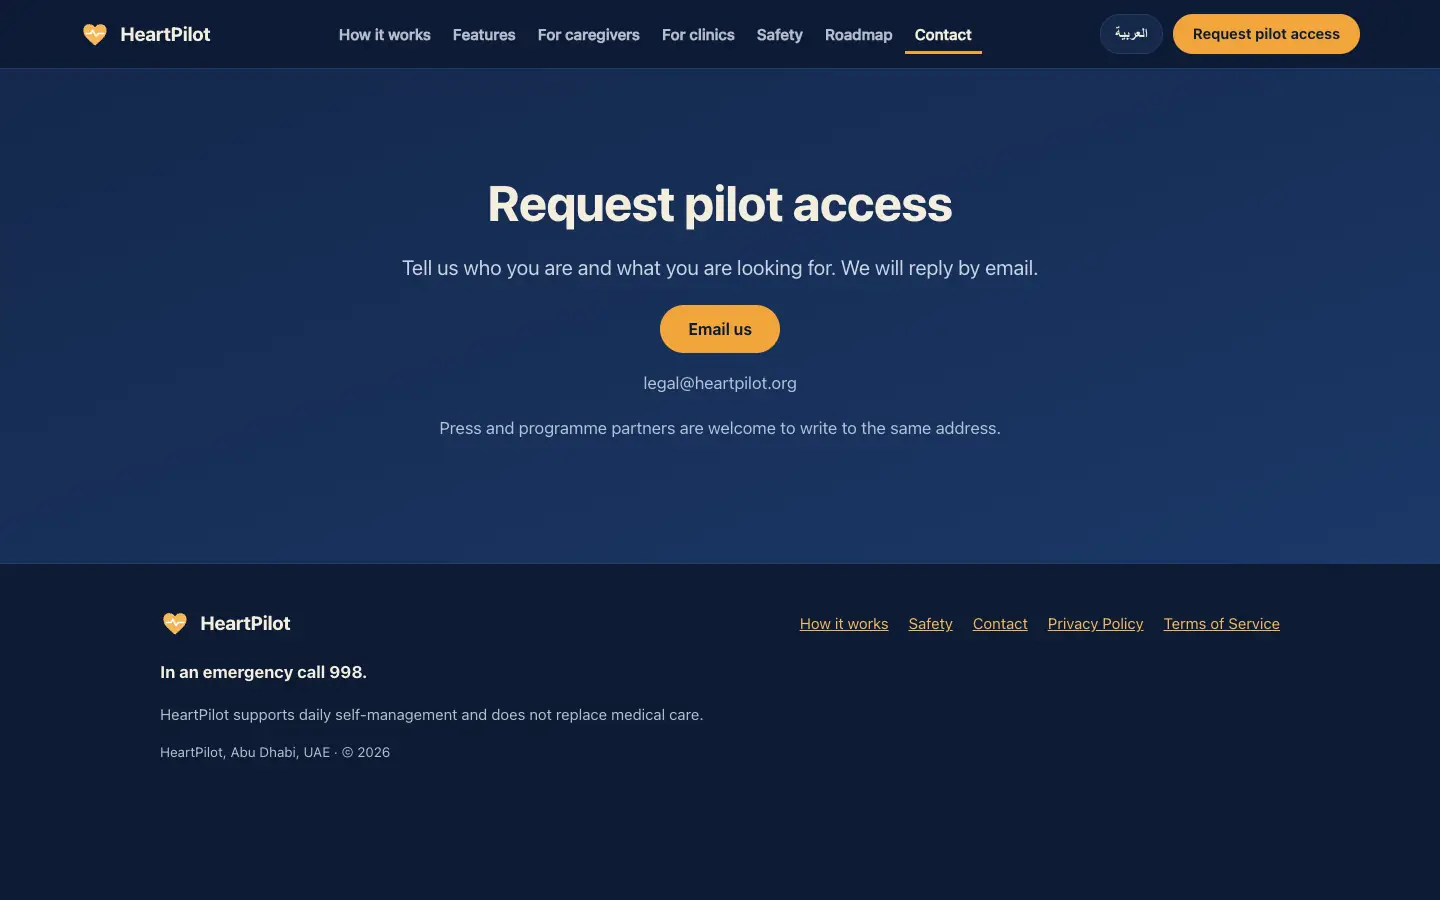 HeartPilot
How it works
Features
For caregivers
For clinics
Safety
Roadmap
Contact
العربية
Request pilot access
Request pilot access
Tell us who you are and what you are looking for. We will reply by email.
Email us
legal@heartpilot.org
Press and programme partners are welcome to write to the same address.
HeartPilot
How it works
Safety
Contact
Privacy Policy
Terms of Service
In an emergency call 998.
HeartPilot supports daily self-management and does not replace medical care.
HeartPilot, Abu Dhabi, UAE · © 2026